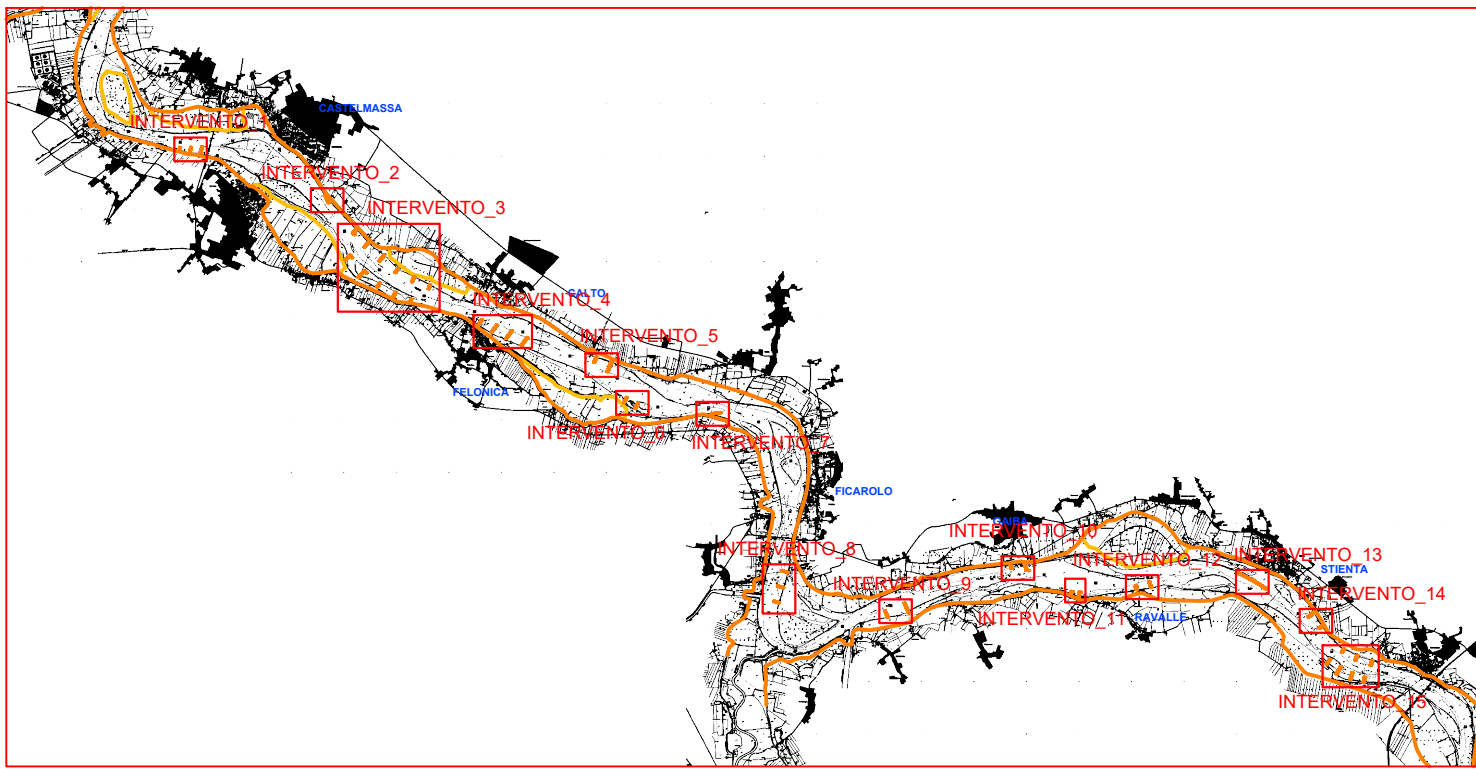 CASTELMASSA
INTERVENTO_1
INTERVENTO_2
INTERVENTO_3
CALTO
INTERVENTO_4
INTERVENTO_5
FELONICA
INTERVENTO_6
INTERVENTO_7
FICAROLO
GAIBA
INTERVENTO_10
INTERVENTO_8
INTERVENTO_13
INTERVENTO_12
STIENTA
INTERVENTO_9
INTERVENTO_14
INTERVENTO_11
RAVALLE
INTERVENTO_15